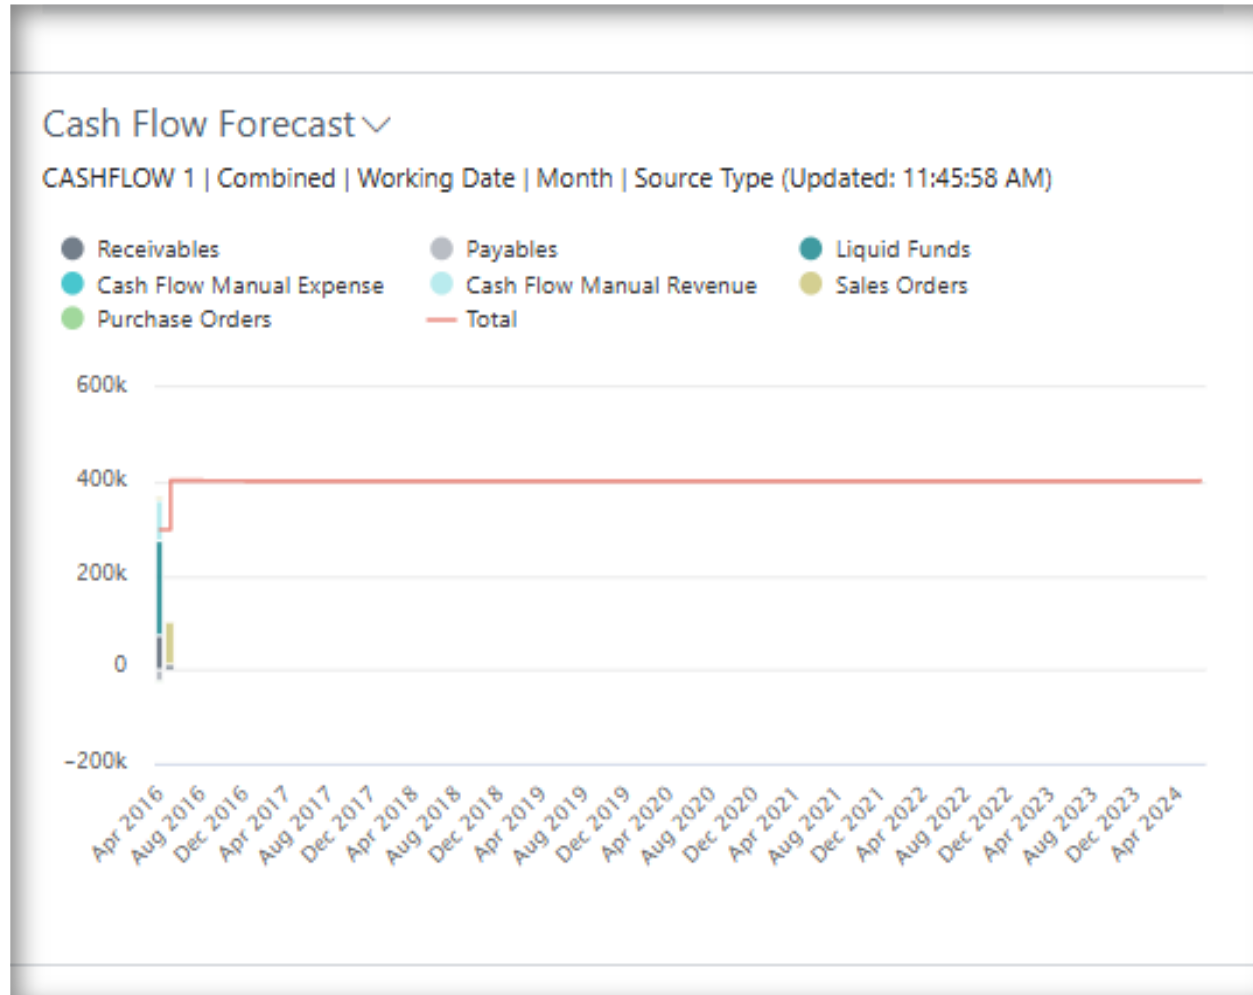 Cash Flow Forecast
CASHFLOW 1 | Combined | Working Date | Month | Source Type (Updated: 11:45:58 AM)
Receivables Payables Liquid Funds
Cash Flow Manual Expense Cash Flow Manual Revenue Sales Orders
Purchase Orders Total
600k
400k
200k
0
-200k
Apr 2016 Aug 2016 Dec 2016 Apr 2017 Aug 2017 Dec 2017 Apr 2018 Aug 2018 Dec 2018 Apr 2019 Aug 2019 Dec 2019 Apr 2020 Aug 2020 Dec 2020 Apr 2021 Aug 2021 Dec 2021 Apr 2022 Aug 2022 Dec 2022 Apr 2023 Aug 2023 Dec 2023 Apr 2024